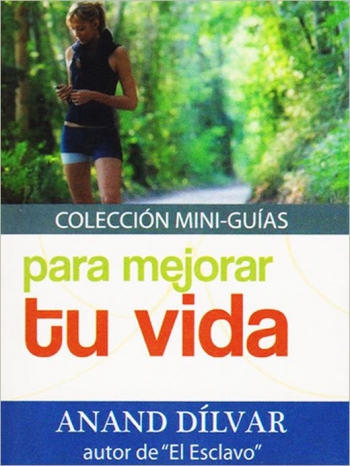 COLECCIÓN MINI-GUÍAS
para mejorar
tu vida
ANAND DÍLVAR
autor de "El Esclavo"